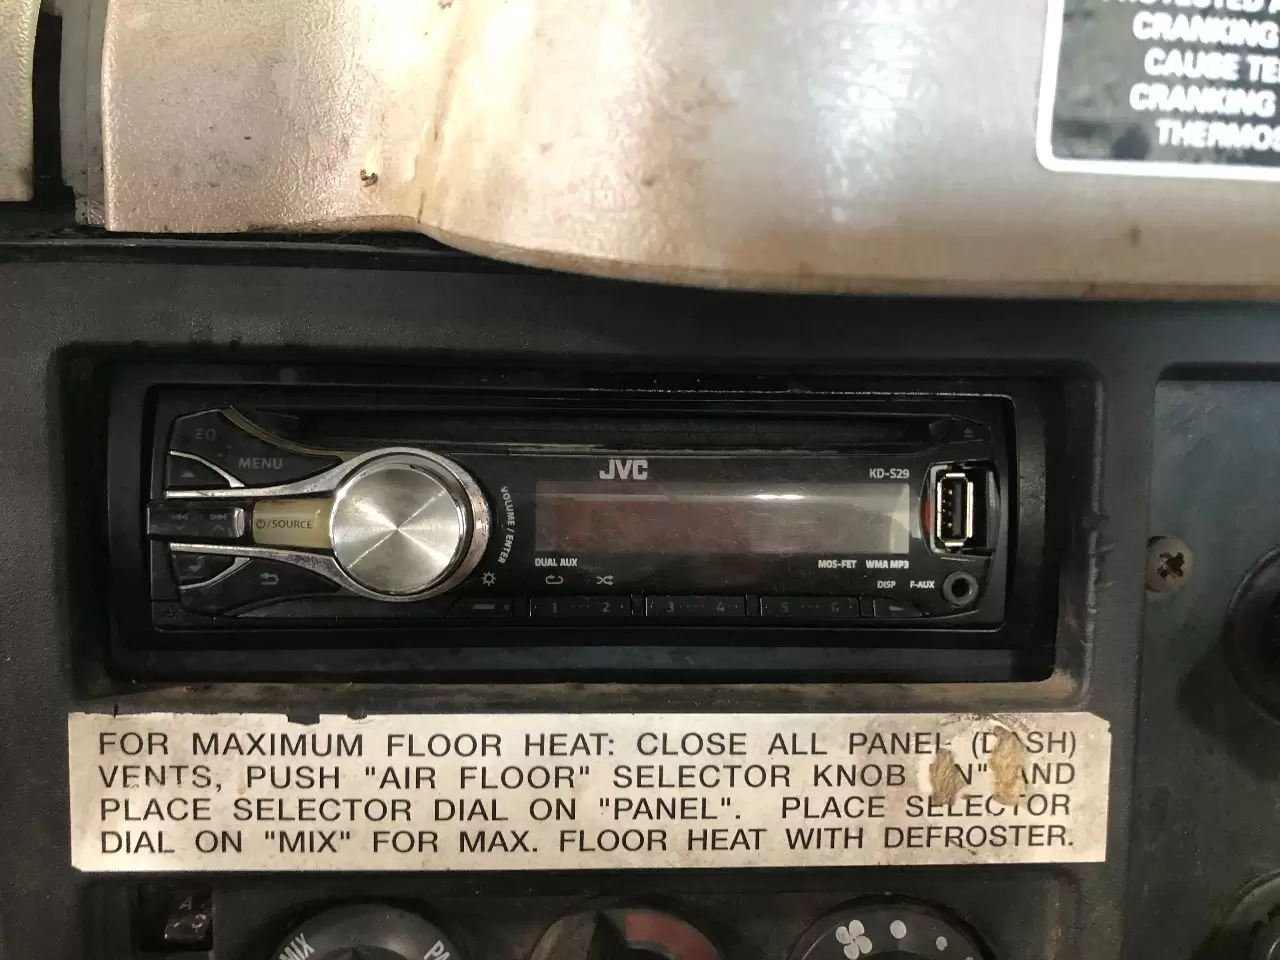 CRANKING
CAUSE
CRANKING
EQ
MENU
JVC
KD-S29
/SOURCE
VOLUME / ENTER
DUAL AUX
MOS-FET WMA MP3
DISP F-AUX
1 2 3 4 5 6
FOR MAXIMUM FLOOR HEAT: CLOSE ALL PANEL (DASH)
VENTS, PUSH "AIR FLOOR" SELECTOR KNOB AND
PLACE SELECTOR DIAL ON "PANEL". PLACE SELECTOR
DIAL ON "MIX" FOR MAX. FLOOR HEAT WITH DEFROSTER.
MIX